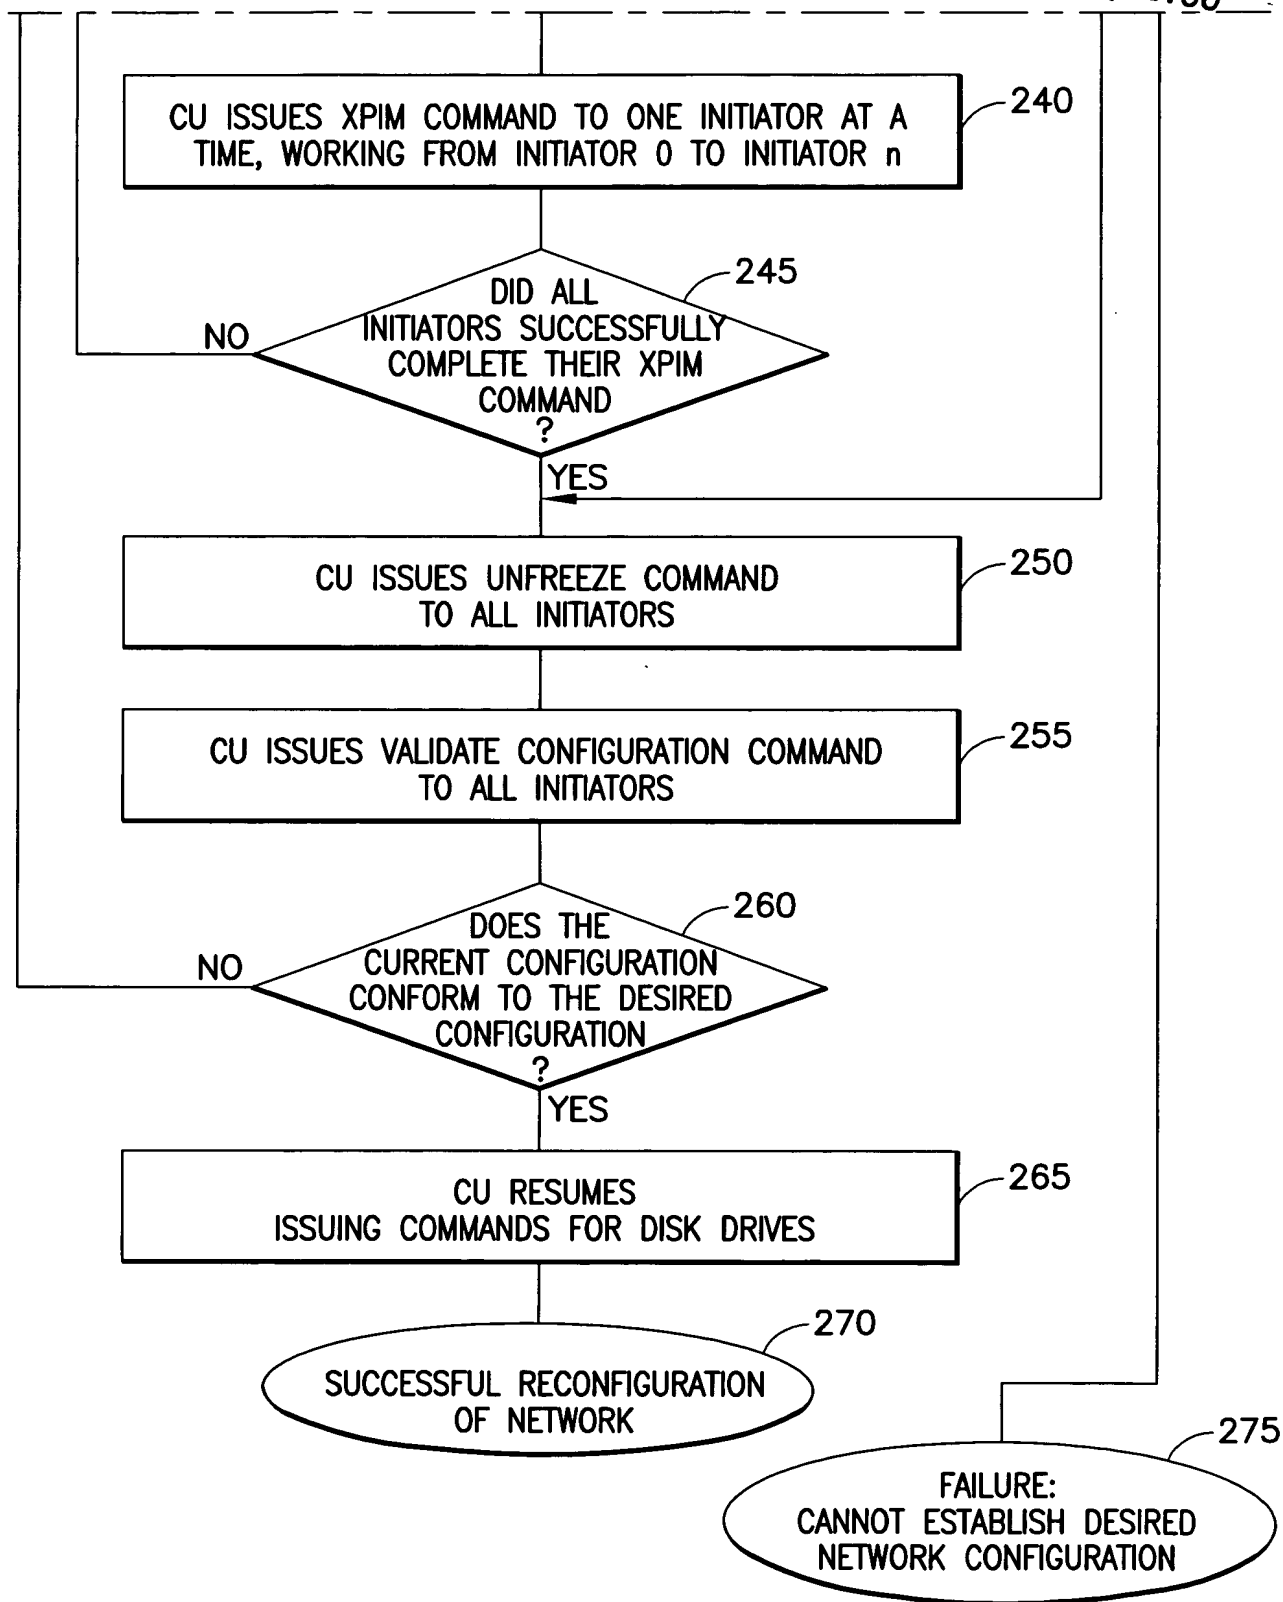 CU ISSUES XPIM COMMAND TO ONE INITIATOR AT A
TIME, WORKING FROM INITIATOR 0 TO INITIATOR n
240
DID ALL
INITIATORS SUCCESSFULLY
COMPLETE THEIR XPIM
COMMAND
?
245
NO
YES
CU ISSUES UNFREEZE COMMAND
TO ALL INITIATORS
250
CU ISSUES VALIDATE CONFIGURATION COMMAND
TO ALL INITIATORS
255
DOES THE
CURRENT CONFIGURATION
CONFORM TO THE DESIRED
CONFIGURATION
?
260
NO
YES
CU RESUMES
ISSUING COMMANDS FOR DISK DRIVES
265
SUCCESSFUL RECONFIGURATION
OF NETWORK
270
FAILURE:
CANNOT ESTABLISH DESIRED
NETWORK CONFIGURATION
275